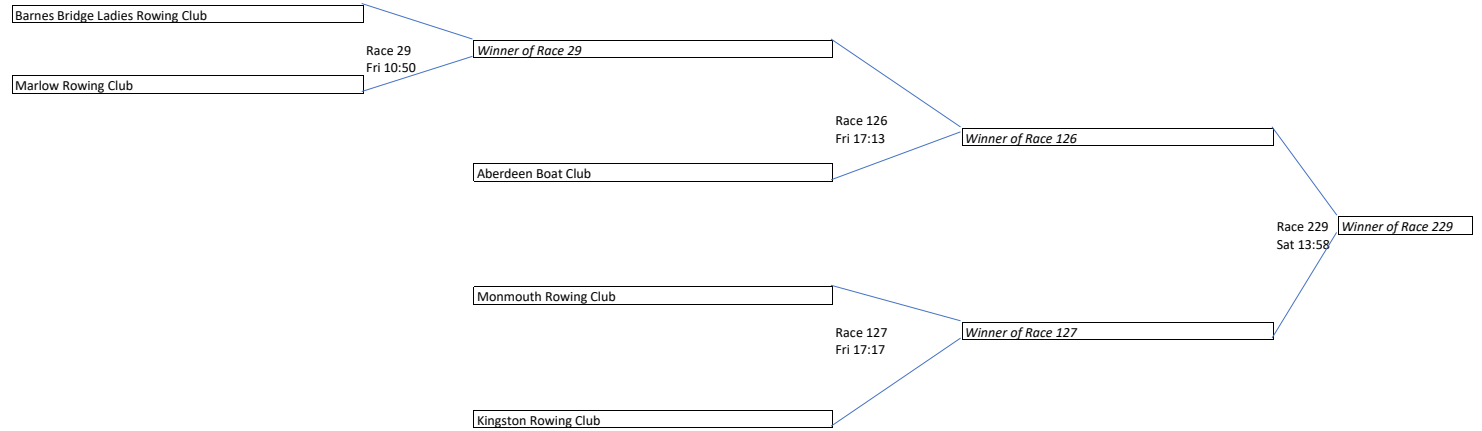 Barnes Bridge Ladies Rowing Club
Race 29
Fri 10:50
Winner of Race 29
Marlow Rowing Club
Race 126
Fri 17:13
Winner of Race 126
Aberdeen Boat Club
Race 229
Sat 13:58
Winner of Race 229
Monmouth Rowing Club
Race 127
Fri 17:17
Winner of Race 127
Kingston Rowing Club